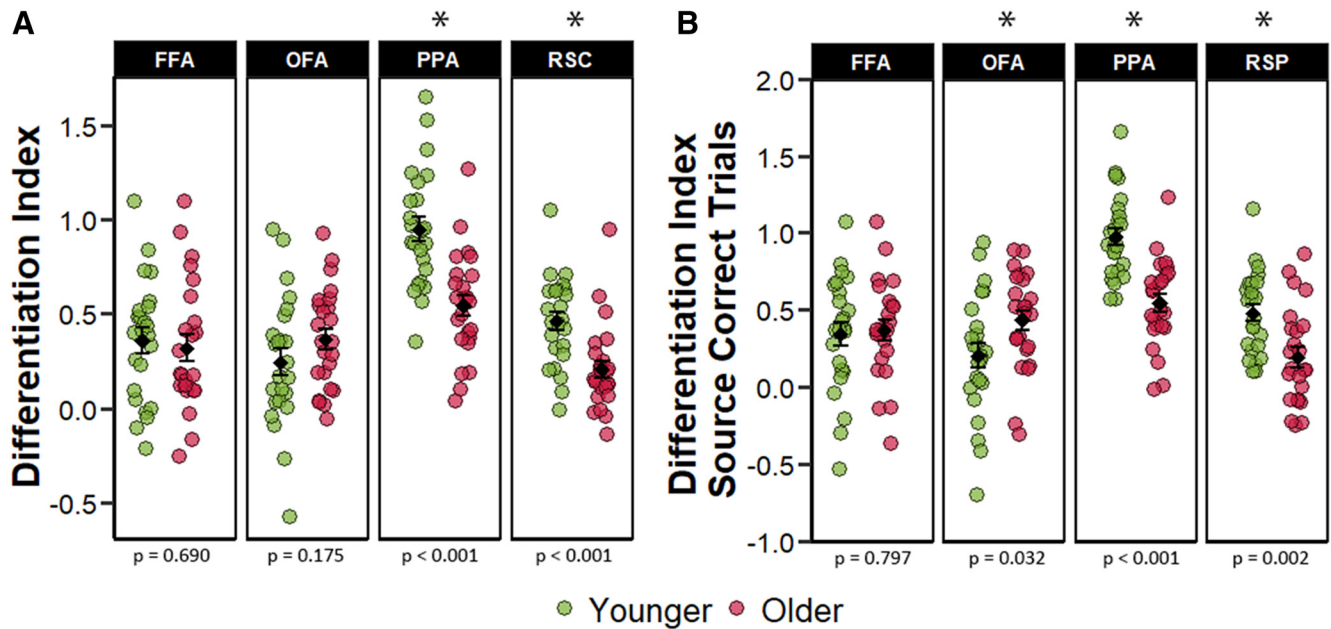 A
* *
FFA OFA PPA RSC
Differentiation Index
1.5
1.0
0.5
0.0
-0.5
p = 0.690 p = 0.175 p < 0.001 p < 0.001
B
* * *
FFA OFA PPA RSP
Differentiation Index
Source Correct Trials
2.0
1.5
1.0
0.5
0.0
-0.5
-1.0
p = 0.797 p = 0.032 p < 0.001 p = 0.002
Younger Older